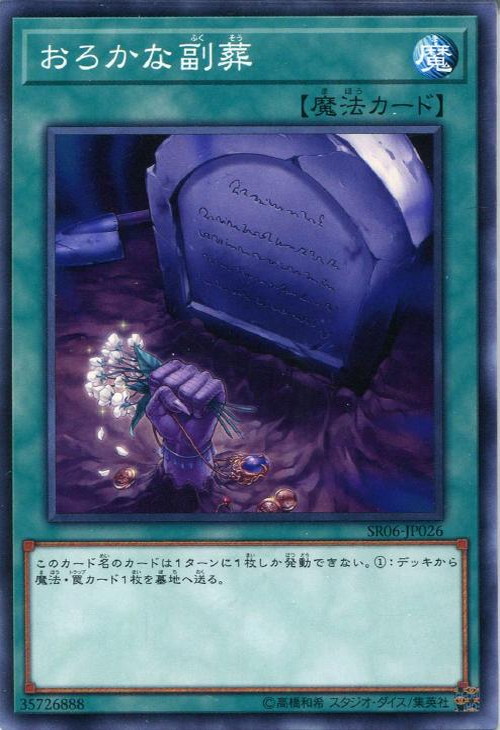 おろかな副葬
魔
【魔法カード】
SR06-JP026
このカード名のカードは1ターンに1枚しか発動できない。①：デッキから
魔法・罠カード1枚を墓地へ送る。
35726888
©高橋和希 スタジオ・ダイス/集英社